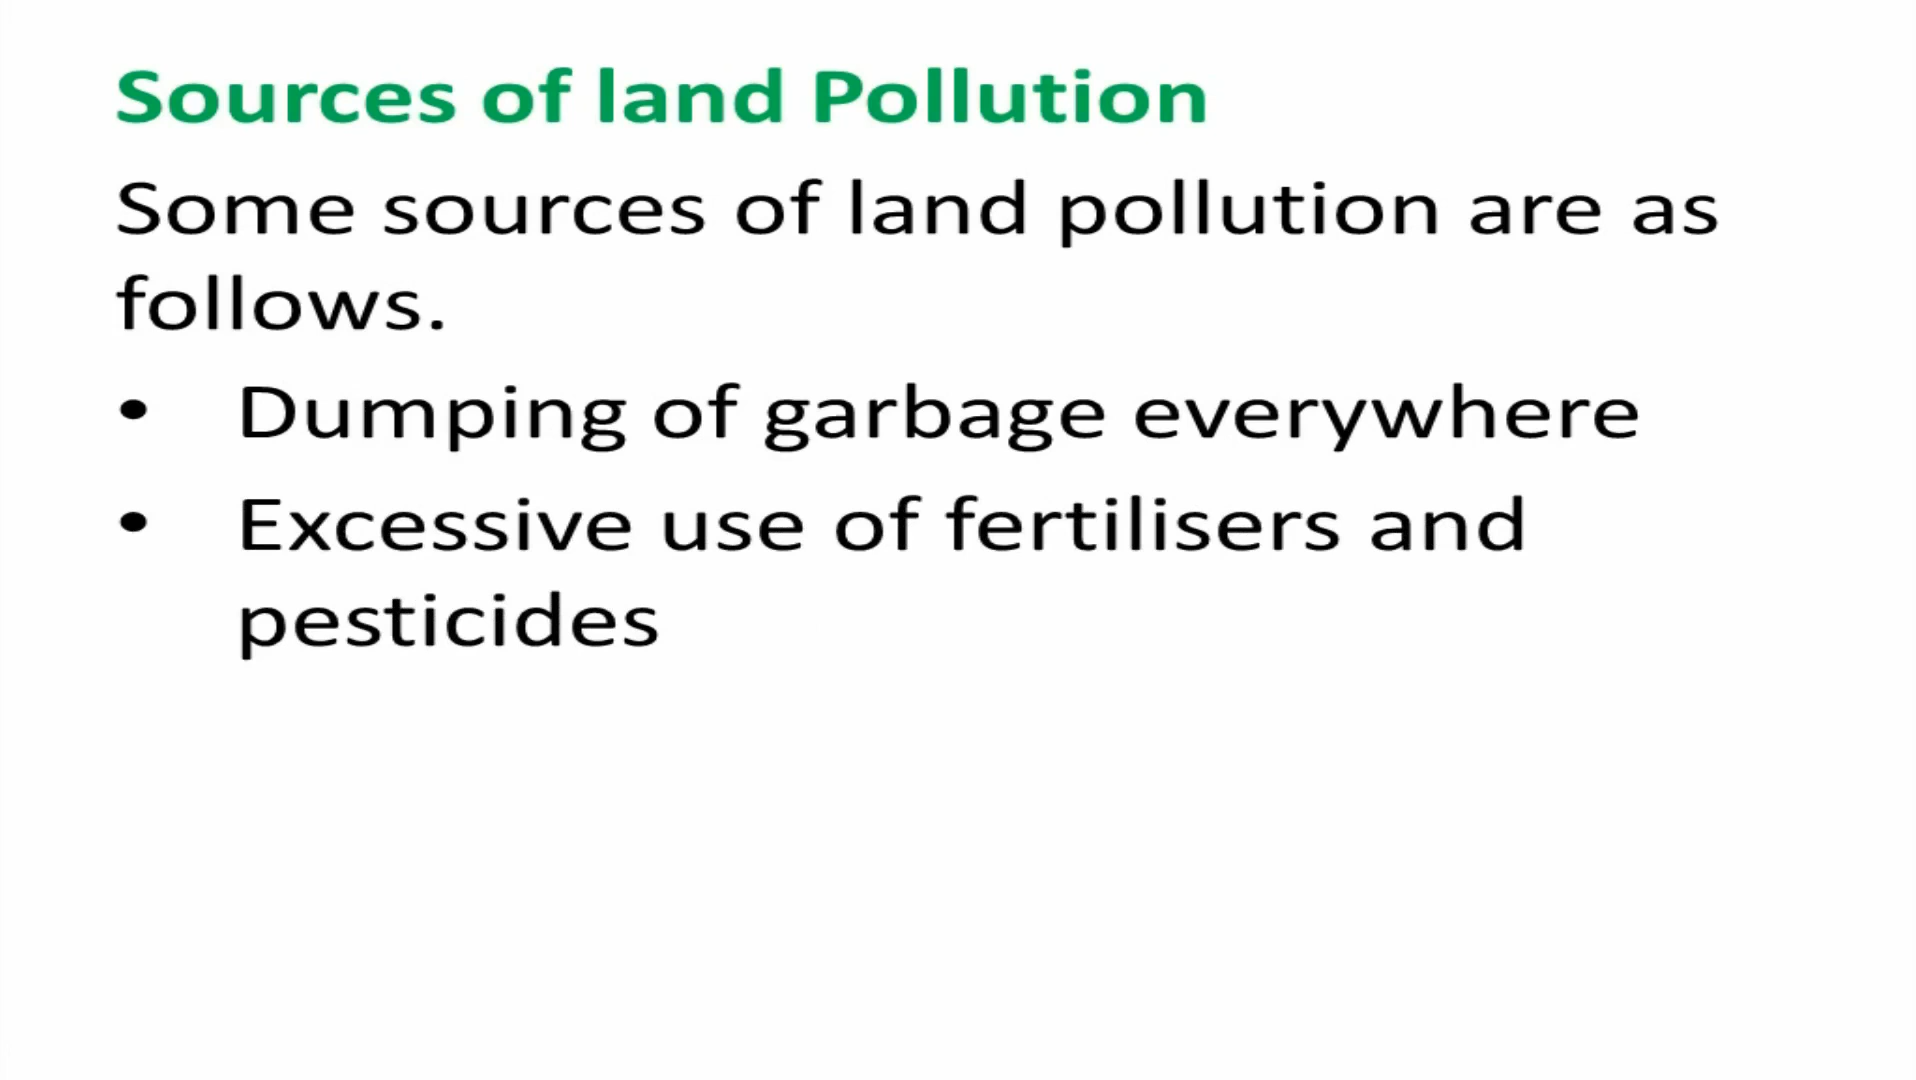 Sources of land Pollution
Some sources of land pollution are as
follows.
• Dumping of garbage everywhere
• Excessive use of fertilisers and
pesticides